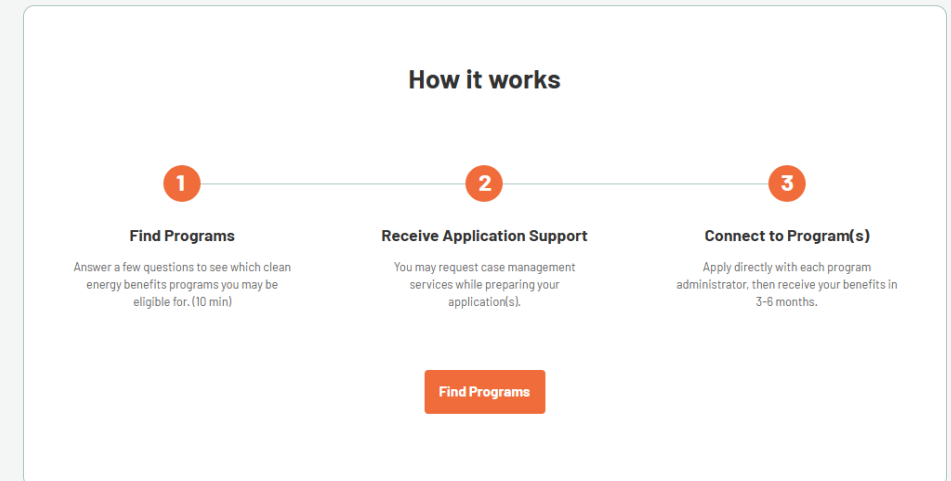 How it works
1
2
3
Find Programs
Answer a few questions to see which clean
energy benefits programs you may be
eligible for. (10 min)
Receive Application Support
You may request case management
services while preparing your
application(s).
Connect to Program(s)
Apply directly with each program
administrator, then receive your benefits in
3-6 months.
Find Programs